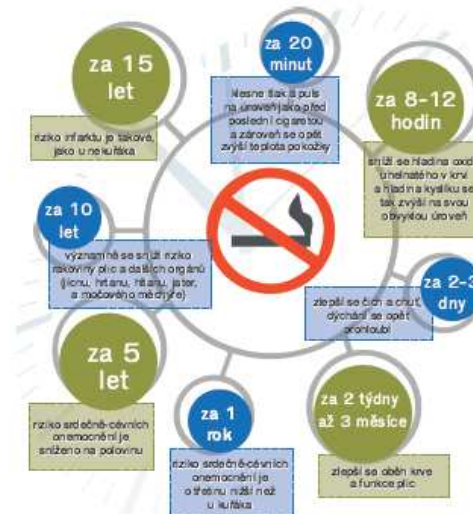 za 20
minut
klesne tlak a puls
na úroveň jako před
poslední cigaretou
a zároveň se opět
zvýší teplota pokožky
za 8-12
hodin
sníží se hladina oxidu
uhelnatého v krvi
a hladina kyslíku se
tak zvýší na svou
obvyklou úroveň
za 2-3
dny
zlepší se čich a chuť,
dýchání se opět
prohloubí
za 2 týdny
až 3 měsíce
zlepší se oběh krve
a funkce plic
za 1
rok
riziko srdečně-cévních
onemocnění je
o třetinu nižší než
u kuřáka
za 5
let
riziko srdečně-cévních
onemocnění je
sníženo na polovinu
za 10
let
významně se sníží riziko
rakoviny plic a dalších orgánů
(jícnu, hrtanu, hltanu, jater,
a močového měchýře)
za 15
let
riziko infarktu je takové,
jako u nekuřáka